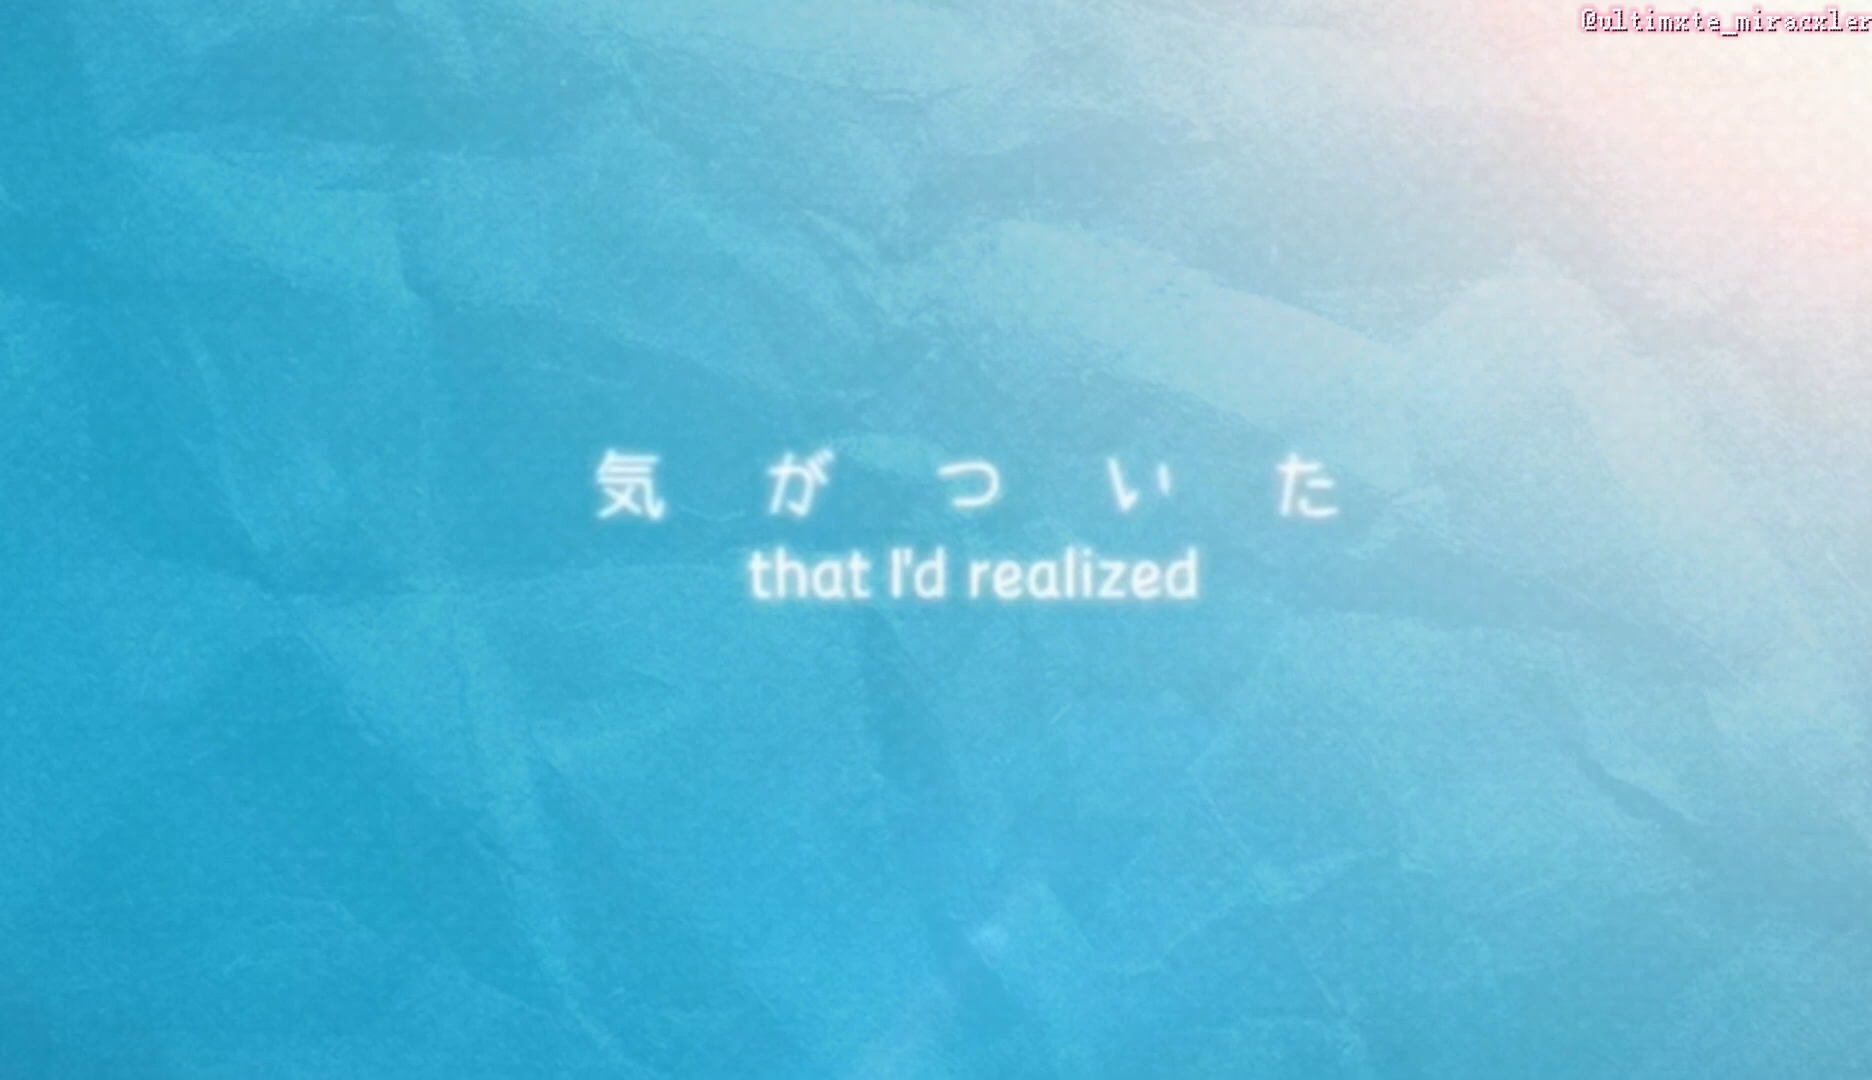 @ultimxte_miracxler
気がついた
that I'd realized